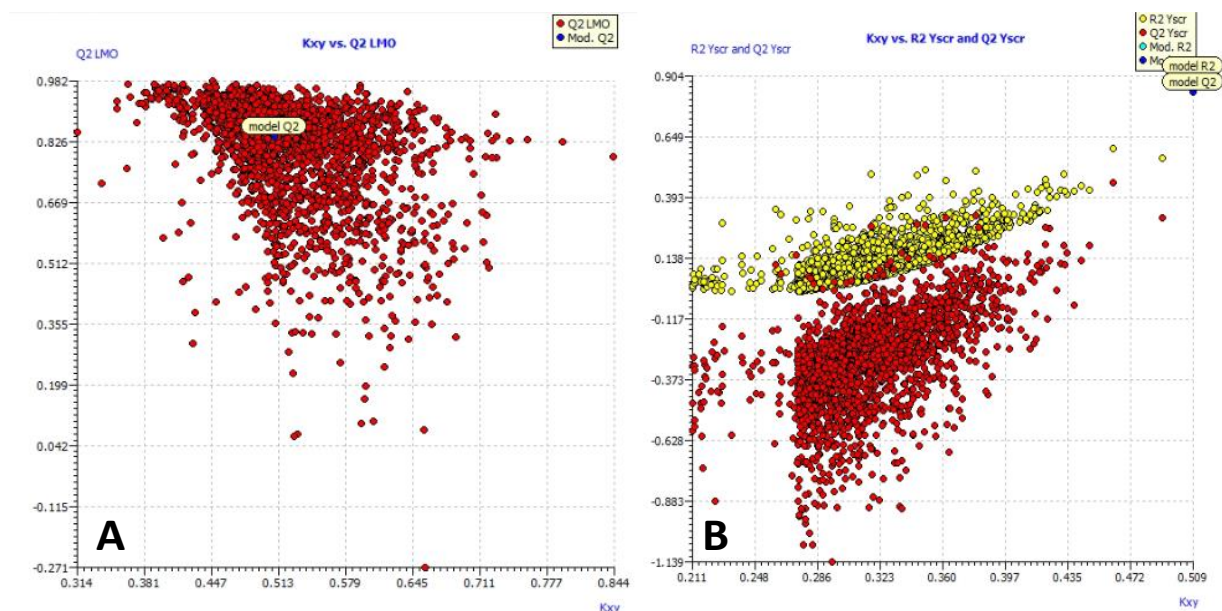 Kxy vs. Q2 LMO
Q2 LMO
Q2 LMO
Mod. Q2
0.982
0.826
0.669
0.512
0.355
0.199
0.042
-0.115
-0.271
model Q2
A
0.314 0.381 0.447 0.513 0.579 0.645 0.711 0.777 0.844
Kxy
Kxy vs. R2 Yscr and Q2 Yscr
R2 Yscr and Q2 Yscr
R2 Yscr
Q2 Yscr
Mod. R2
model R2
model Q2
0.904
0.649
0.393
0.138
-0.117
-0.373
-0.628
-0.883
-1.139
B
0.211 0.248 0.286 0.323 0.360 0.397 0.435 0.472 0.509
Kxy